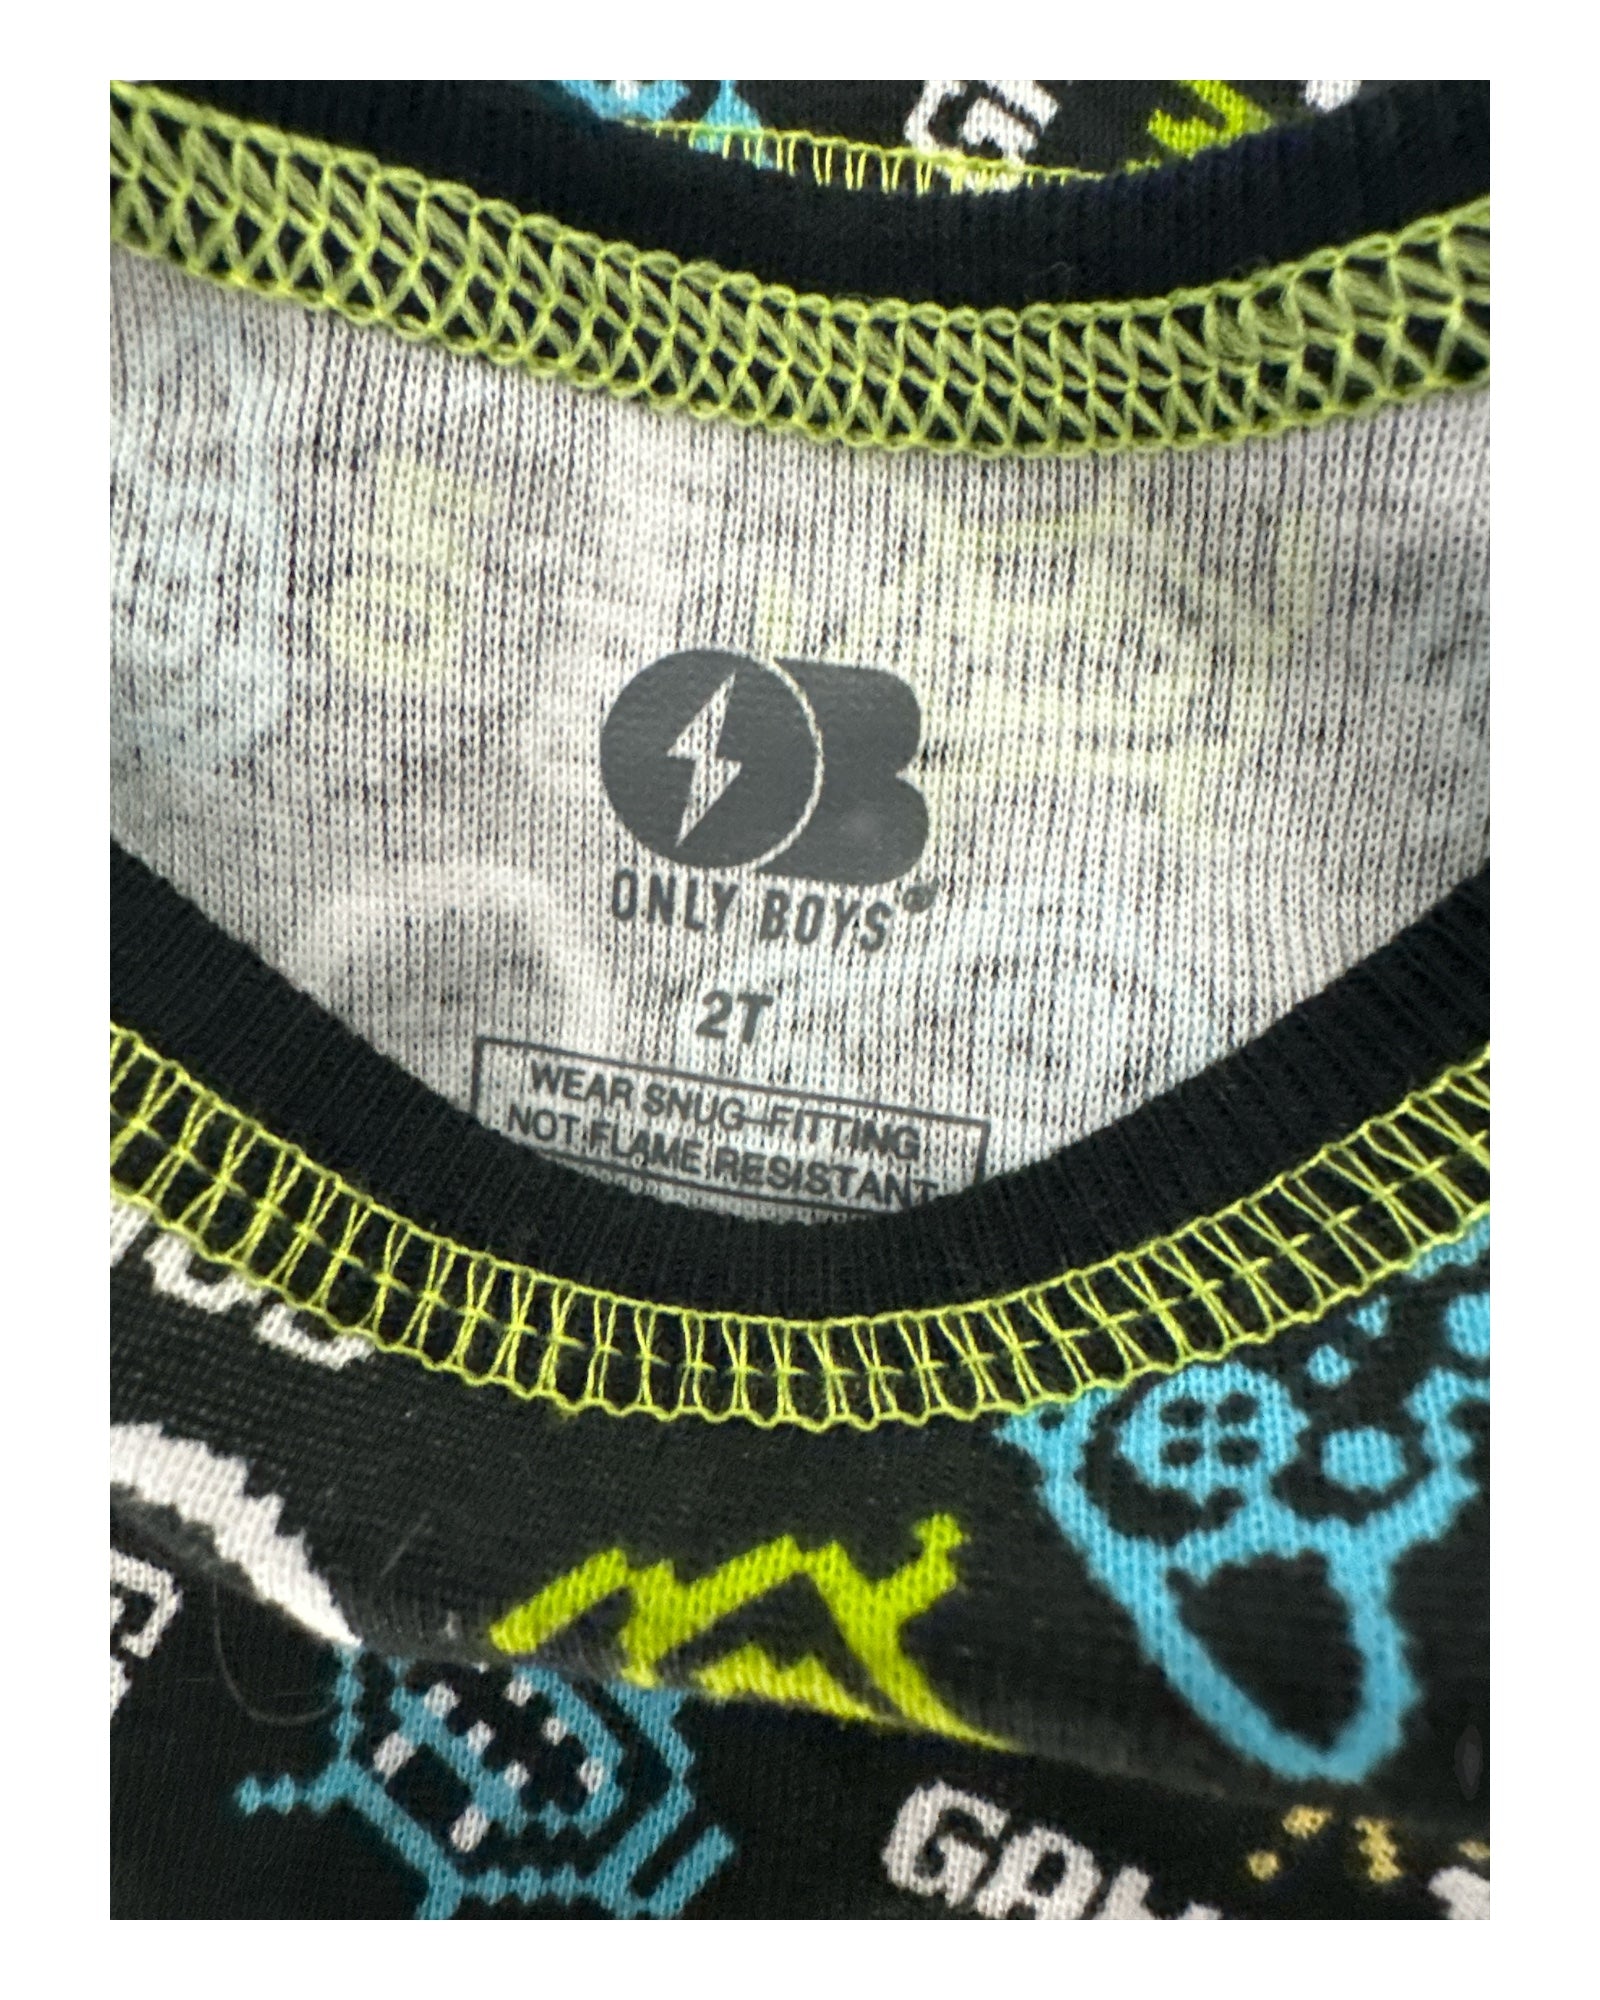 ONLY BOYS®
2T
WEAR SNUG-FITTING
NOT FLAME RESISTANT